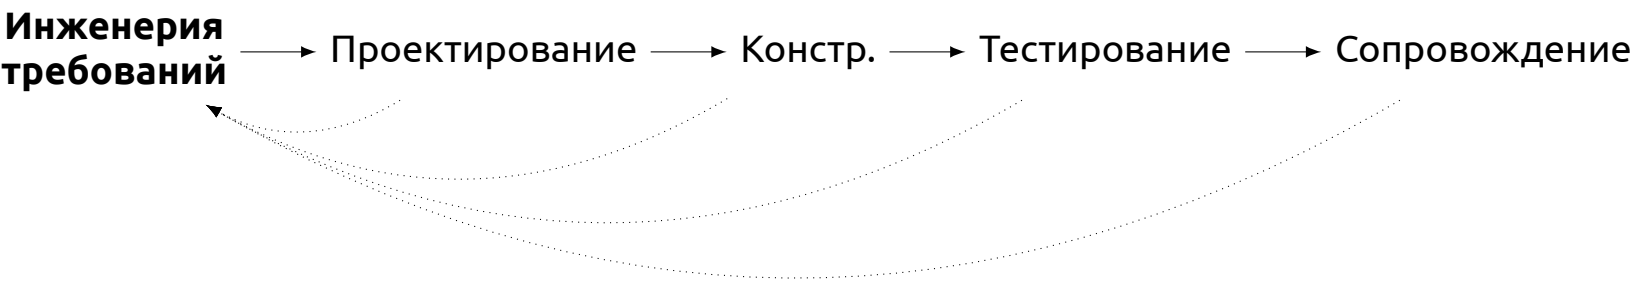 Инженерия
требований
Проектирование
Констр.
Тестирование
Сопровождение